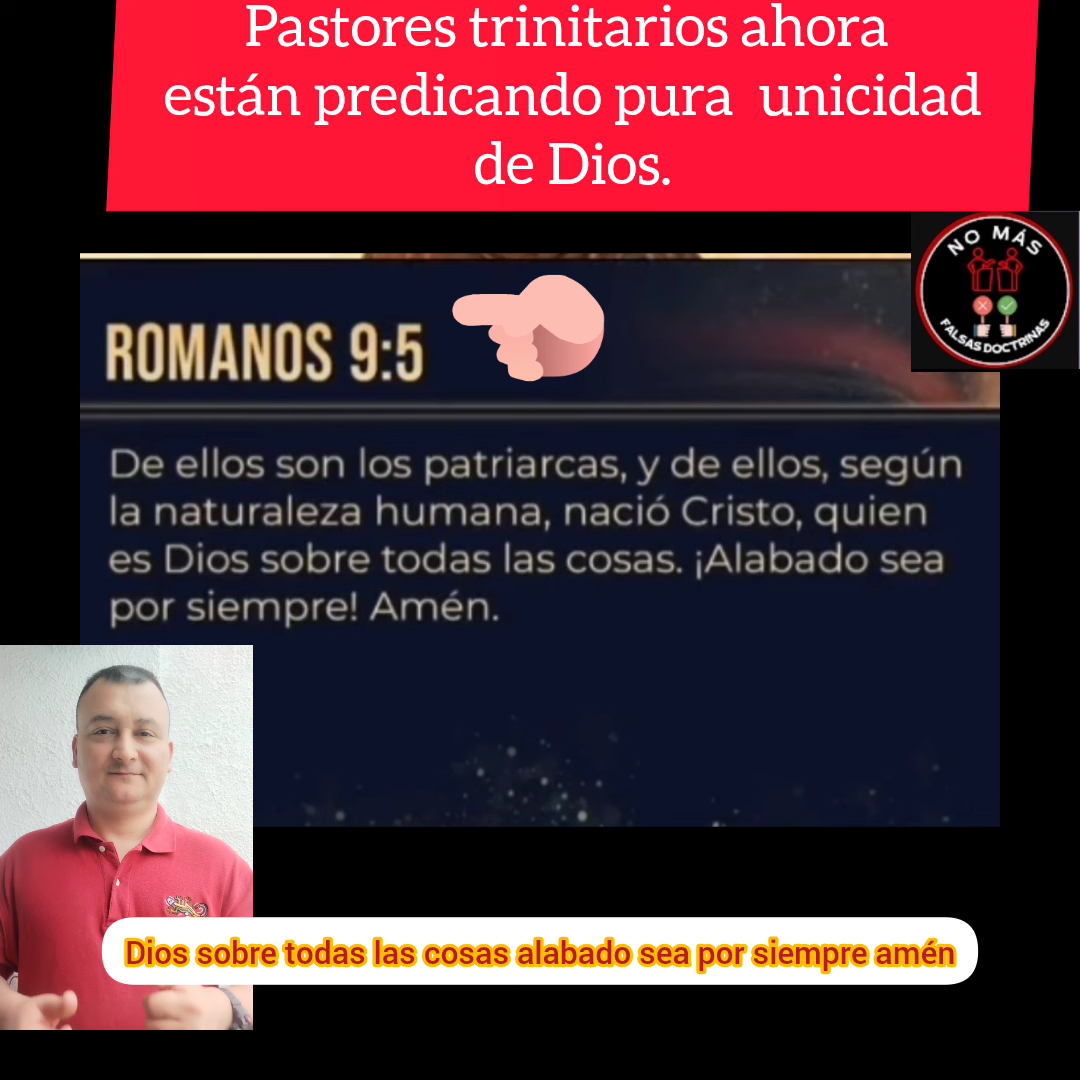 Pastores trinitarios ahora
están predicando pura unicidad
de Dios.
NO MÁS
FALSAS DOCTRINAS
ROMANOS 9:5
De ellos son los patriarcas, y de ellos, según
la naturaleza humana, nació Cristo, quien
es Dios sobre todas las cosas. ¡Alabado sea
por siempre! Amén.
Dios sobre todas las cosas alabado sea por siempre amén